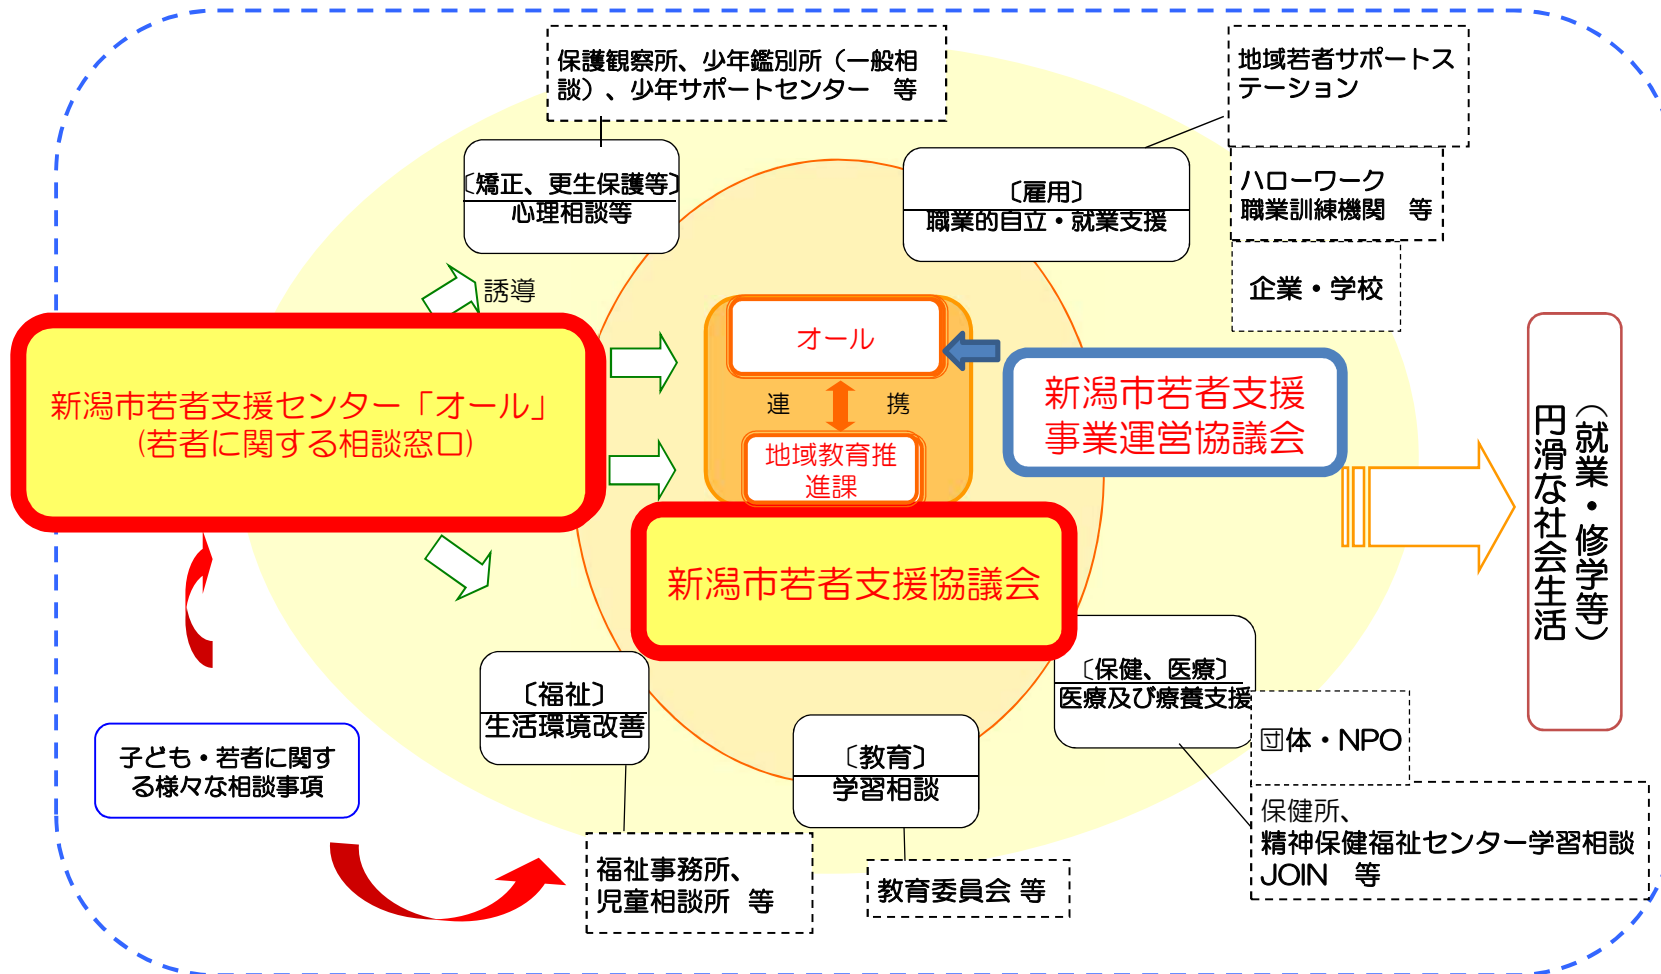 保護観察所、少年鑑別所（一般相
談）、少年サポートセンター　等
地域若者サポートス
テーション
〔矯正、更生保護等〕
心理相談等
〔雇用〕
職業的自立・就業支援
ハローワーク
職業訓練機関　等
企業・学校
誘導
オール
連　携
地域教育推
進課
新潟市若者支援センター「オール」
(若者に関する相談窓口)
新潟市若者支援
事業運営協議会
新潟市若者支援協議会
（就業・修学等）
円滑な社会生活
〔福祉〕
生活環境改善
〔保健、医療〕
医療及び療養支援
〔教育〕
学習相談
子ども・若者に関す
る様々な相談事項
団体・NPO
保健所、
精神保健福祉センター学習相談
JOIN　等
福祉事務所、
児童相談所　等
教育委員会 等